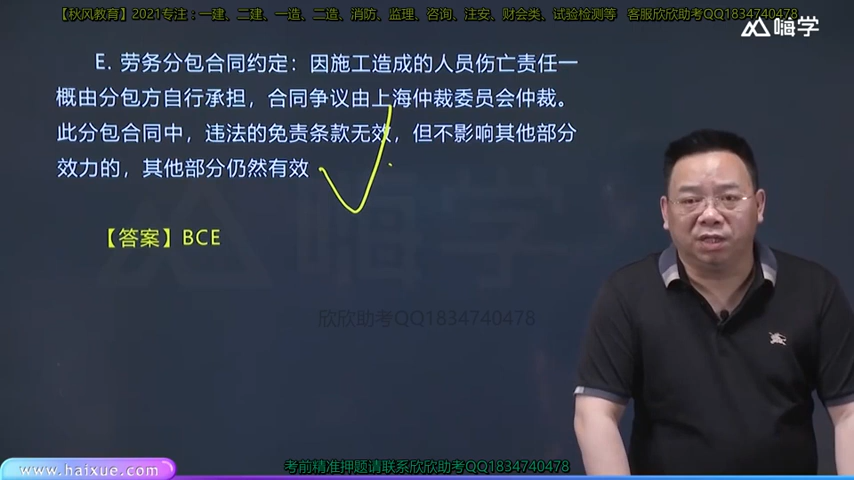 【秋风教育】2021专注：一建、二建、一造、二造、消防、监理、咨询、注安、财会类、试验检测等 客服欣欣助考QQ1834740478
嗨学
E. 劳务分包合同约定：因施工造成的人员伤亡责任一
概由分包方自行承担，合同争议由上海仲裁委员会仲裁。
此分包合同中，违法的免责条款无效，但不影响其他部分
效力的，其他部分仍然有效
嗨学
【答案】BCE
欣欣助考QQ1834740478
www.haixue.com
考前精准押题请联系欣欣助考QQ1834740478